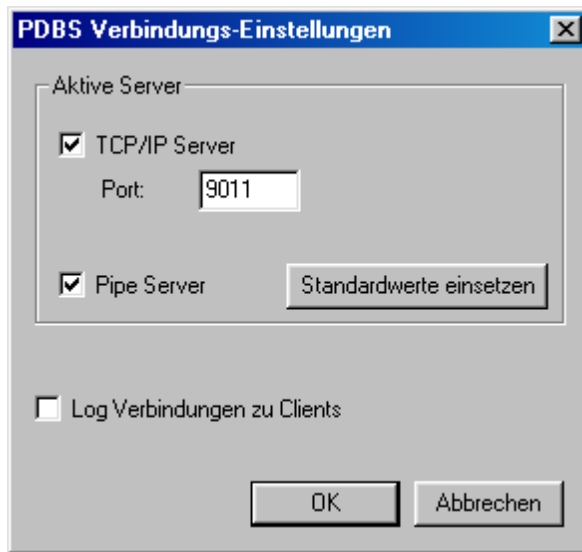 PDBS Verbindungs-Einstellungen
Aktive Server
TCP/IP Server
Port: 9011
Pipe Server Standardwerte einsetzen
Log Verbindungen zu Clients
OK Abbrechen